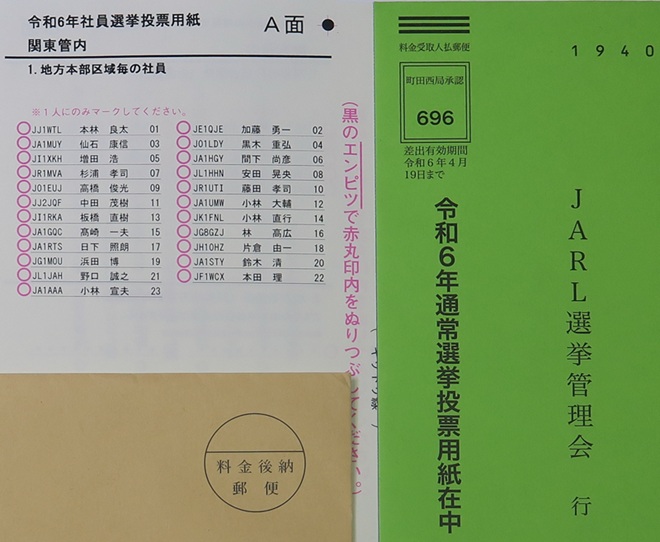 令和6年社員選挙投票用紙
A面 ●
関東管内
1. 地方本部区域毎の社員
※1人にのみマークしてください。
JJ1WTL 本林 良太 01
JA1MUY 仙石 康信 03
JI1XKH 増田 浩 05
JR1MVA 杉浦 孝司 07
JO1EUJ 高橋 俊光 09
JJ2JQF 中田 茂樹 11
JI1RKA 板橋 直樹 13
JA1GQC 髙崎 一夫 15
JA1RTS 日下 照朗 17
JG1MOU 浜田 博 19
JL1JAH 野口 誠之 21
JA1AAA 小林 宣夫 23
JE1QJE 加藤 勇一 02
JO1LDY 黒木 重弘 04
JA1HGY 間下 尚彦 06
JL1HHN 安田 晃央 08
JR1UTI 藤田 孝司 10
JA1UMW 小林 大輔 12
JK1FNL 小林 直行 14
JG8GZJ 林 高広 16
JH1OHZ 片倉 由一 18
JA1STY 鈴木 清 20
JF1WCX 本田 理 22
(黒のエンピツで赤丸印内をぬりつぶしてください。)
料金後納
郵便
料金受取人払郵便
町田西局承認
696
差出有効期間
令和6年4月
19日まで
1940
JARL選挙管理会 行
令和6年通常選挙投票用紙在中